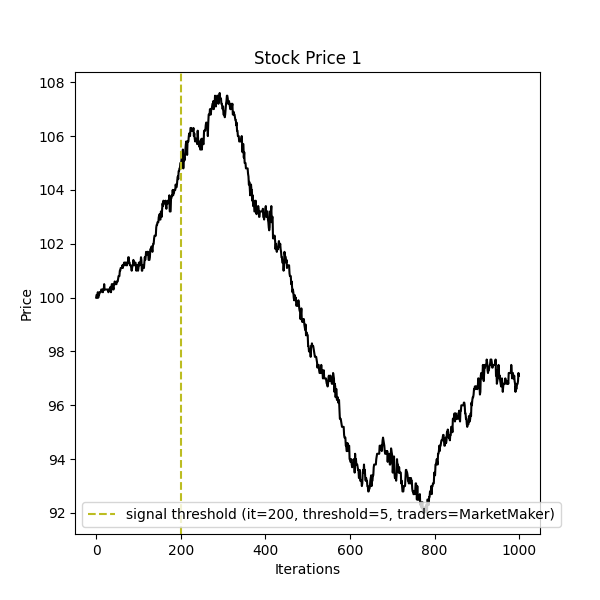 Stock Price 1
108
106
104
102
100
98
96
94
92
Price
signal threshold (it=200, threshold=5, traders=MarketMaker)
0 200 400 600 800 1000
Iterations